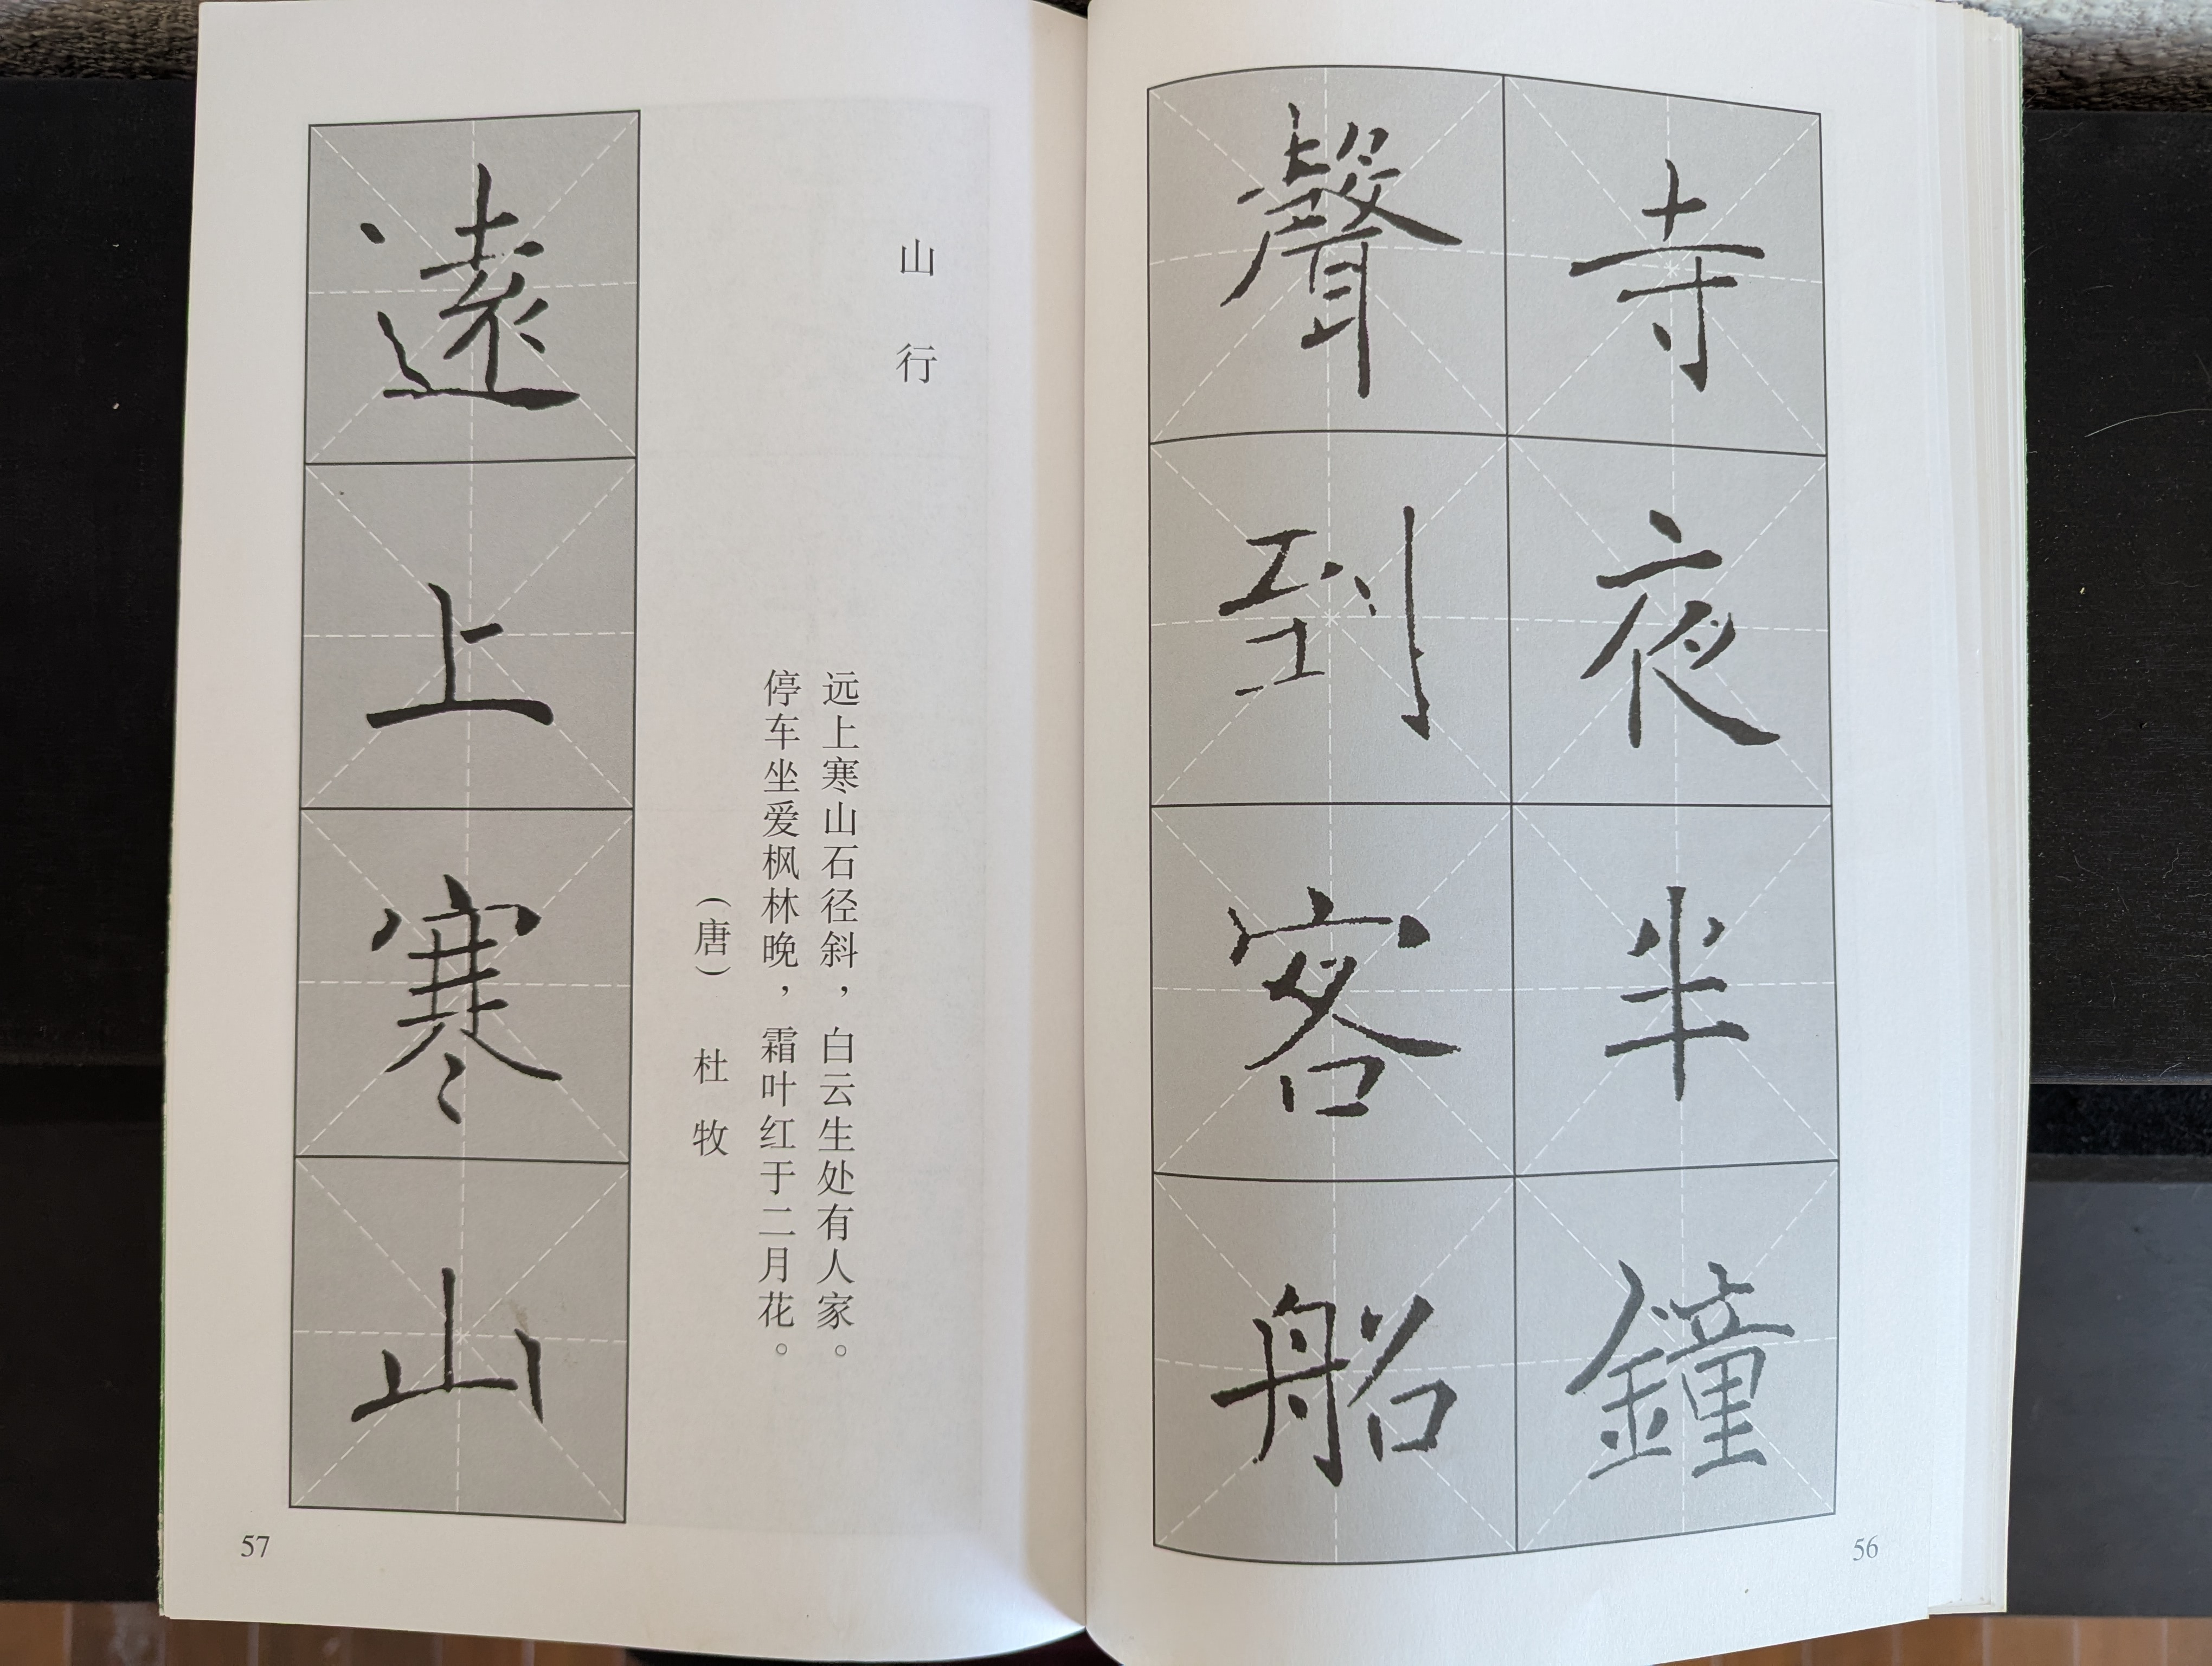 寺夜半鐘
聲到客船
56
山行
远上寒山石径斜，白云生处有人家。
停车坐爱枫林晚，霜叶红于二月花。
（唐） 杜牧
遠上寒山
57